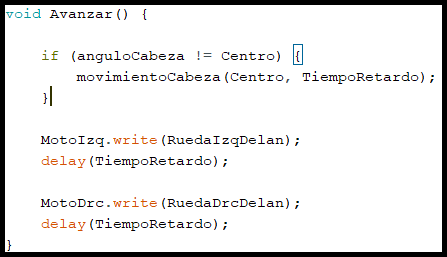 void Avanzar() {
if (anguloCabeza != Centro) {
movimientoCabeza(Centro, TiempoRetardo);
}
MotoIzq.write(RuedaIzqDelan);
delay(TiempoRetardo);
MotoDrc.write(RuedaDrcDelan);
delay(TiempoRetardo);
}